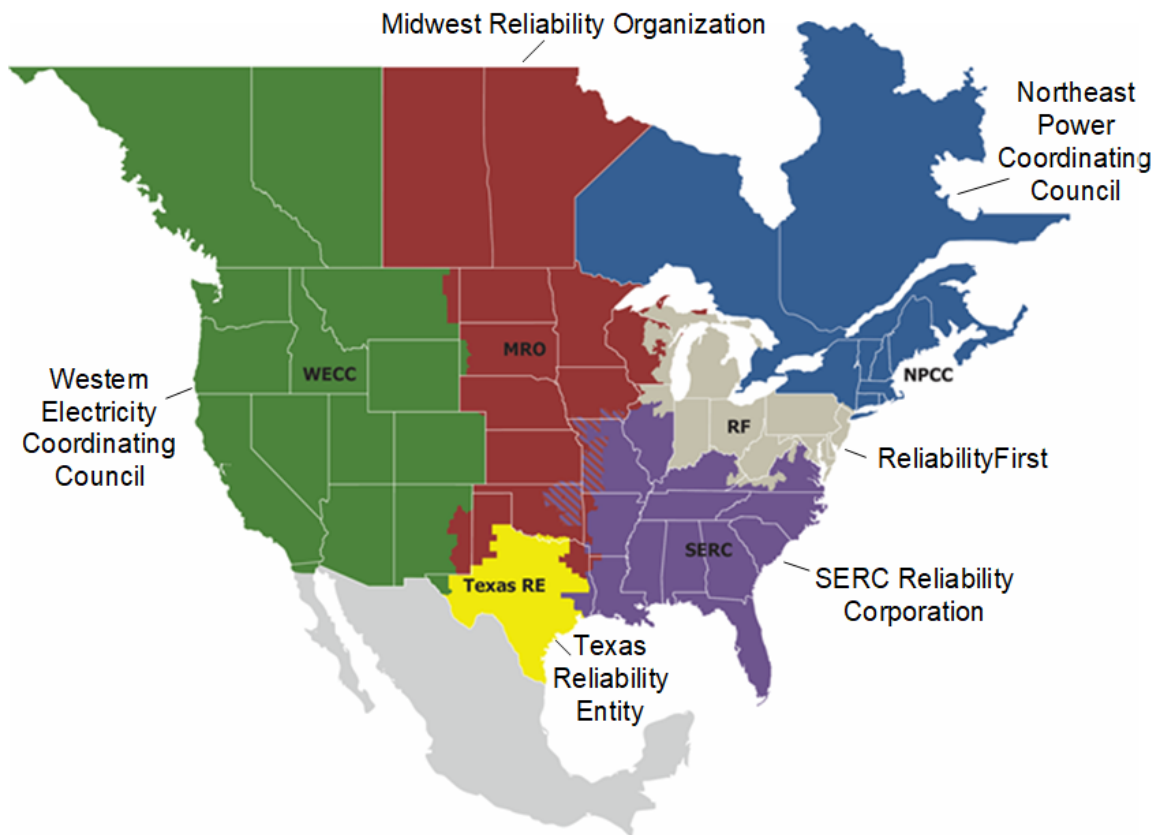 Midwest Reliability Organization
Northeast
Power
Coordinating
Council
MRO
WECC
NPCC
Western
Electricity
Coordinating
Council
RF
ReliabilityFirst
SERC
Texas RE
SERC Reliability
Corporation
Texas
Reliability
Entity